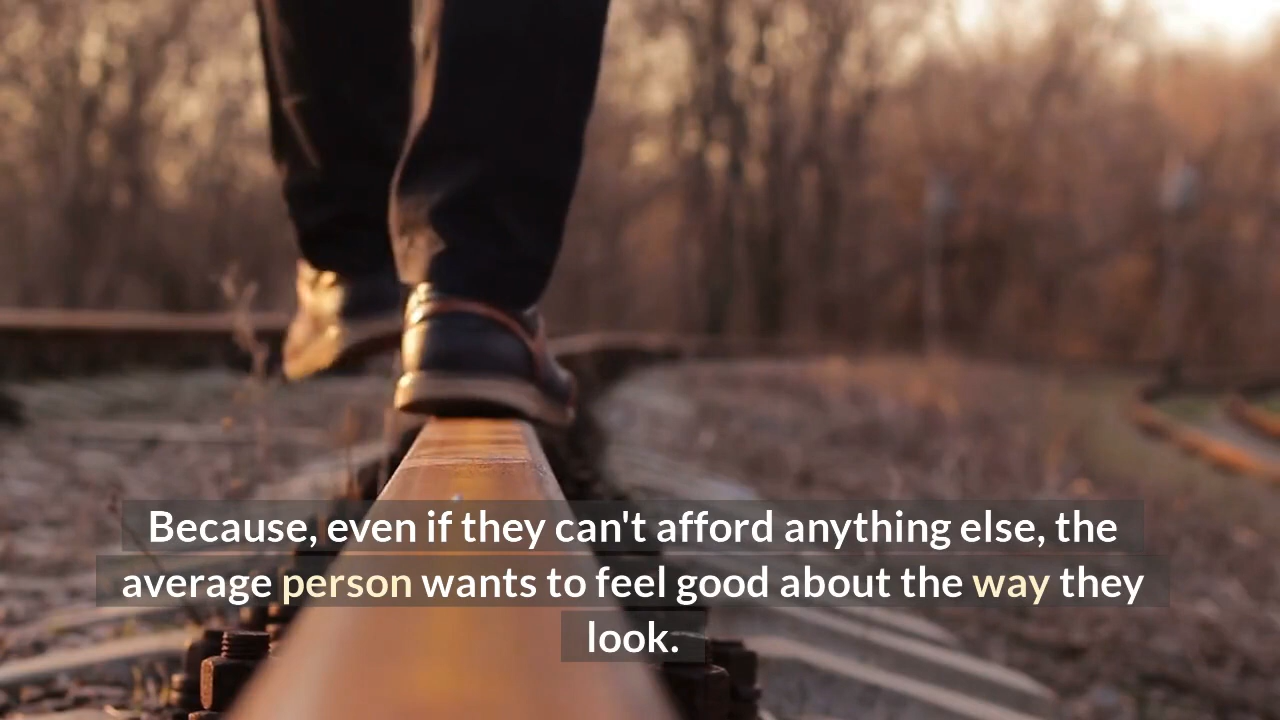 Because, even if they can't afford anything else, the
average person wants to feel good about the way they
look.